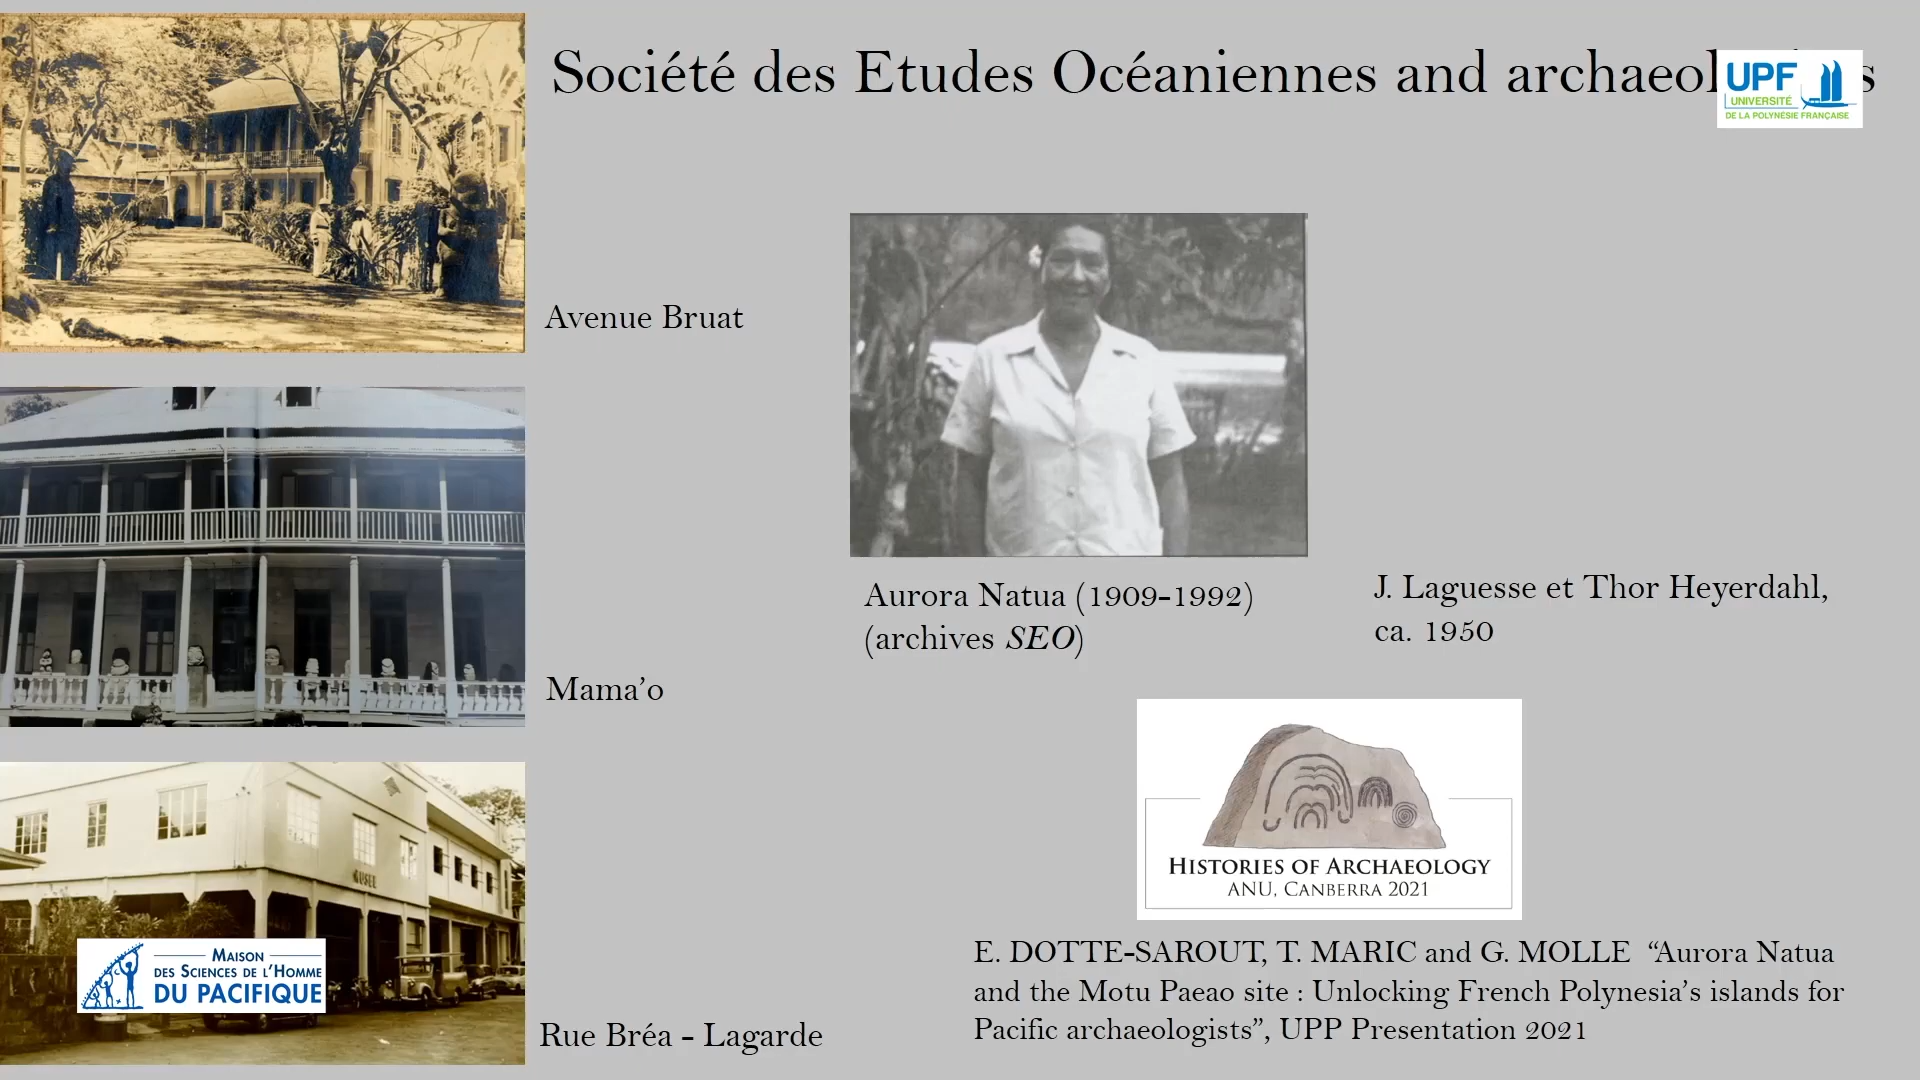 Société des Etudes Océaniennes and
UPF
UNIVERSITÉ
DE LA POLYNÉSIE FRANÇAISE
Avenue Bruat
Aurora Natua (1909-1992)
(archives SEO)
J. Laguesse et Thor Heyerdahl,
ca. 1950
Mama’o
HISTORIES OF ARCHAEOLOGY
ANU, CANBERRA 2021
MUSEE
MAISON
DES SCIENCES DE L'HOMME
DU PACIFIQUE
E. DOTTE-SAROUT, T. MARIC and G. MOLLE “Aurora Natua
and the Motu Paeao site : Unlocking French Polynesia’s islands for
Pacific archaeologists”, UPP Presentation 2021
Rue Bréa - Lagarde